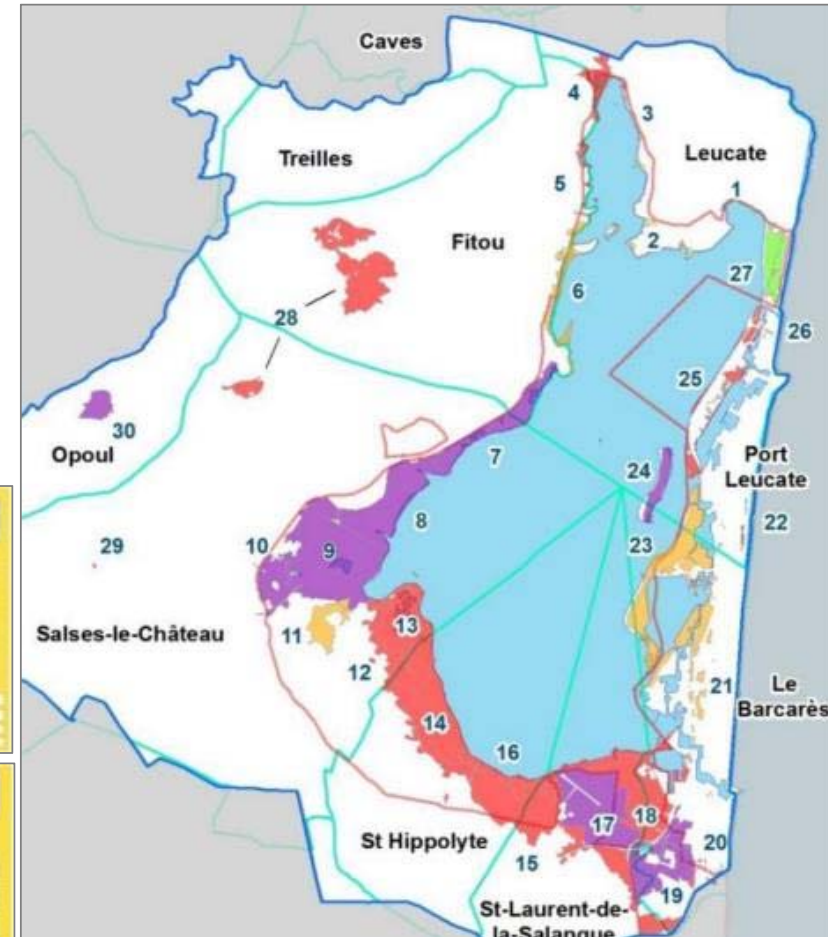 Caves
4
3
Treilles
Leucate
5
1
Fitou
2
27
6
28
26
25
30
Opoul
24
Port
Leucate
7
22
8
23
29
10
9
Salses-le-Château
11
13
12
21
Le
Barcarès
14
16
St Hippolyte
17
18
15
20
19
St-Laurent-de-
la-Salanque